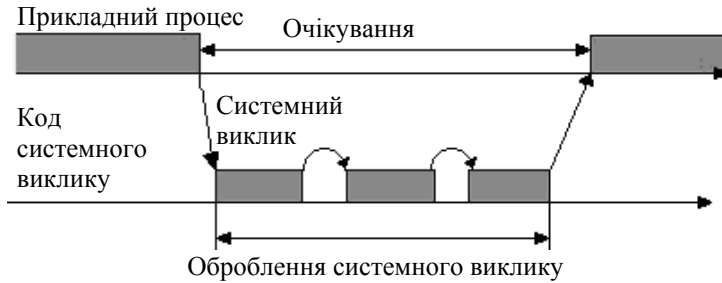 Прикладний процес
Очікування
Системний
виклик
Код
системного
виклику
Оброблення системного виклику